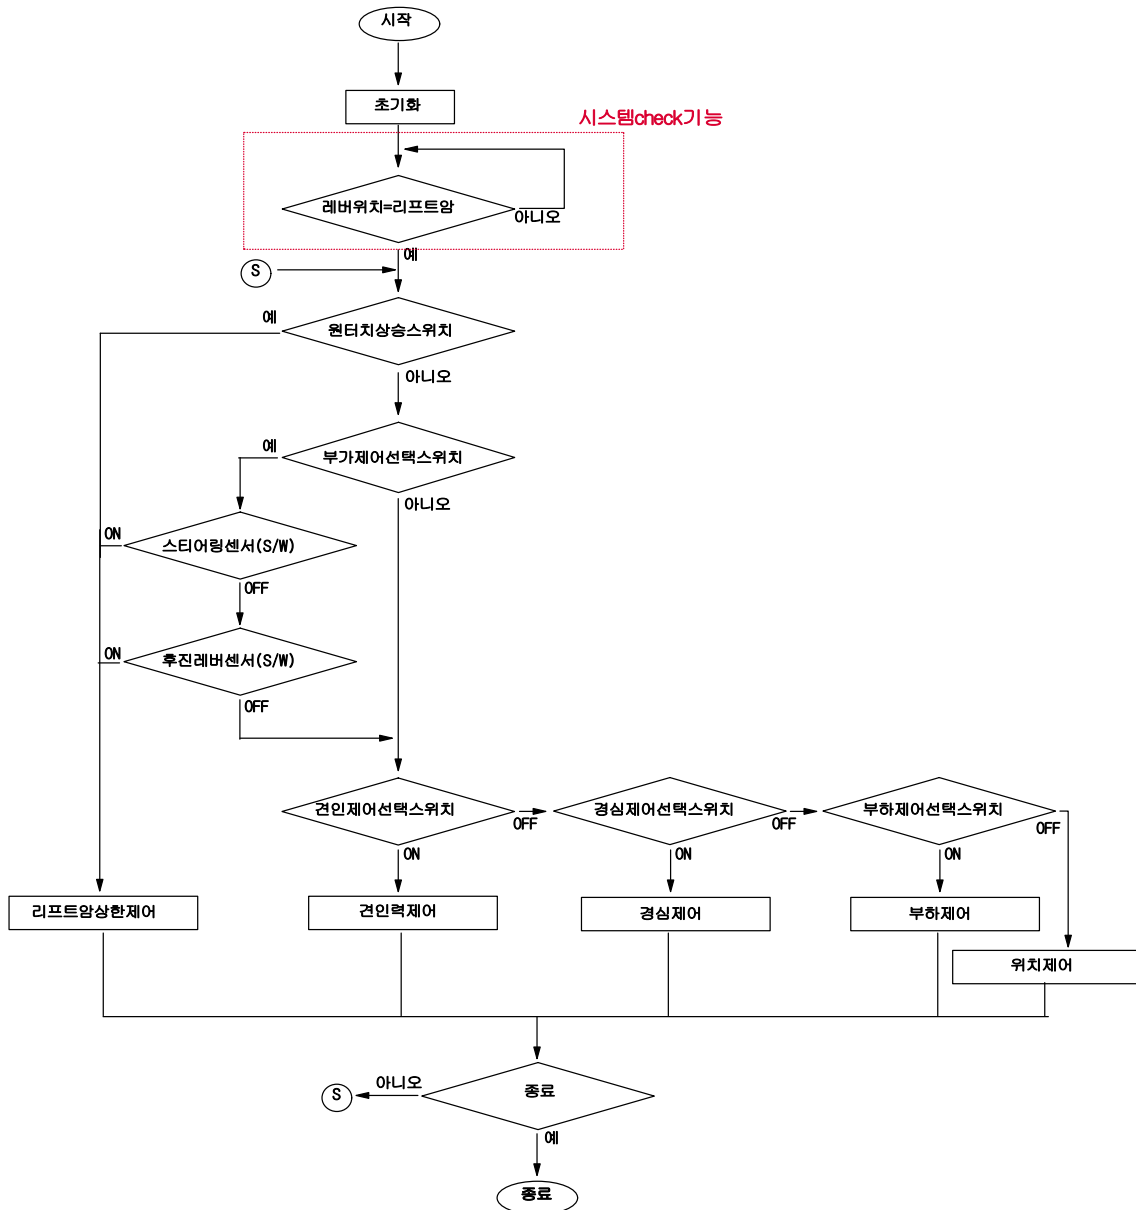 시작
초기화
시스템check기능
레버위치=리프트암
아니오
예
S
예
원터치상승스위치
아니오
예
부가제어선택스위치
아니오
ON
스티어링센서(S/W)
OFF
ON
후진레버센서(S/W)
OFF
견인제어선택스위치
OFF
경심제어선택스위치
OFF
부하제어선택스위치
OFF
ON
ON
ON
리프트암상한제어
견인력제어
경심제어
부하제어
위치제어
종료
아니오
S
예
종료